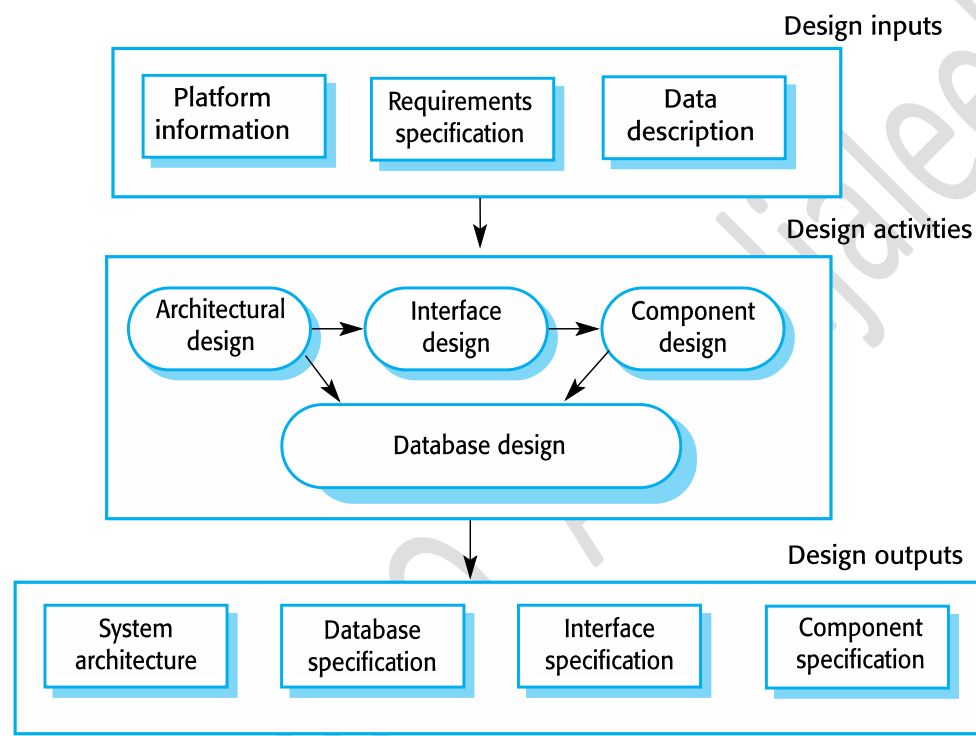 Design inputs
Platform
information
Requirements
specification
Data
description
Design activities
Architectural
design
Interface
design
Component
design
Database design
Design outputs
System
architecture
Database
specification
Interface
specification
Component
specification